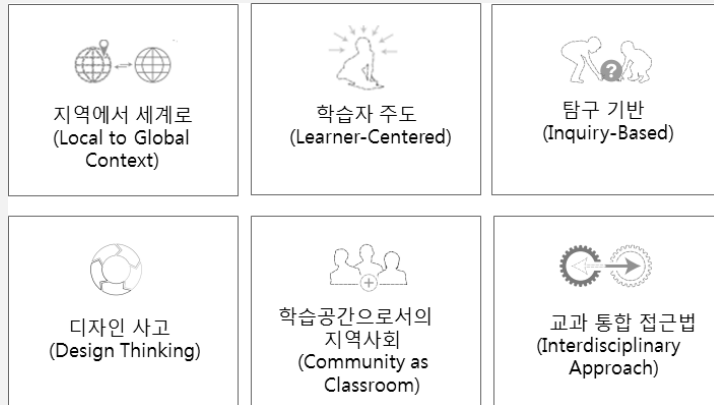 지역에서 세계로
(Local to Global
Context)
학습자 주도
(Learner-Centered)
?
탐구 기반
(Inquiry-Based)
디자인 사고
(Design Thinking)
학습공간으로서의
지역사회
(Community as
Classroom)
교과 통합 접근법
(Interdisciplinary
Approach)